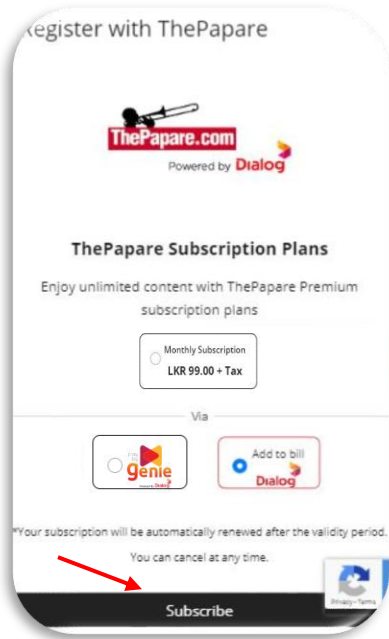 Register with ThePapare
ThePapare.com
Powered by Dialog
ThePapare Subscription Plans
Enjoy unlimited content with ThePapare Premium
subscription plans
Monthly Subscription
LKR 99.00 + Tax
Via
genie
Add to bill
Dialog
*Your subscription will be automatically renewed after the validity period.
You can cancel at any time.
Privacy - Terms
Subscribe